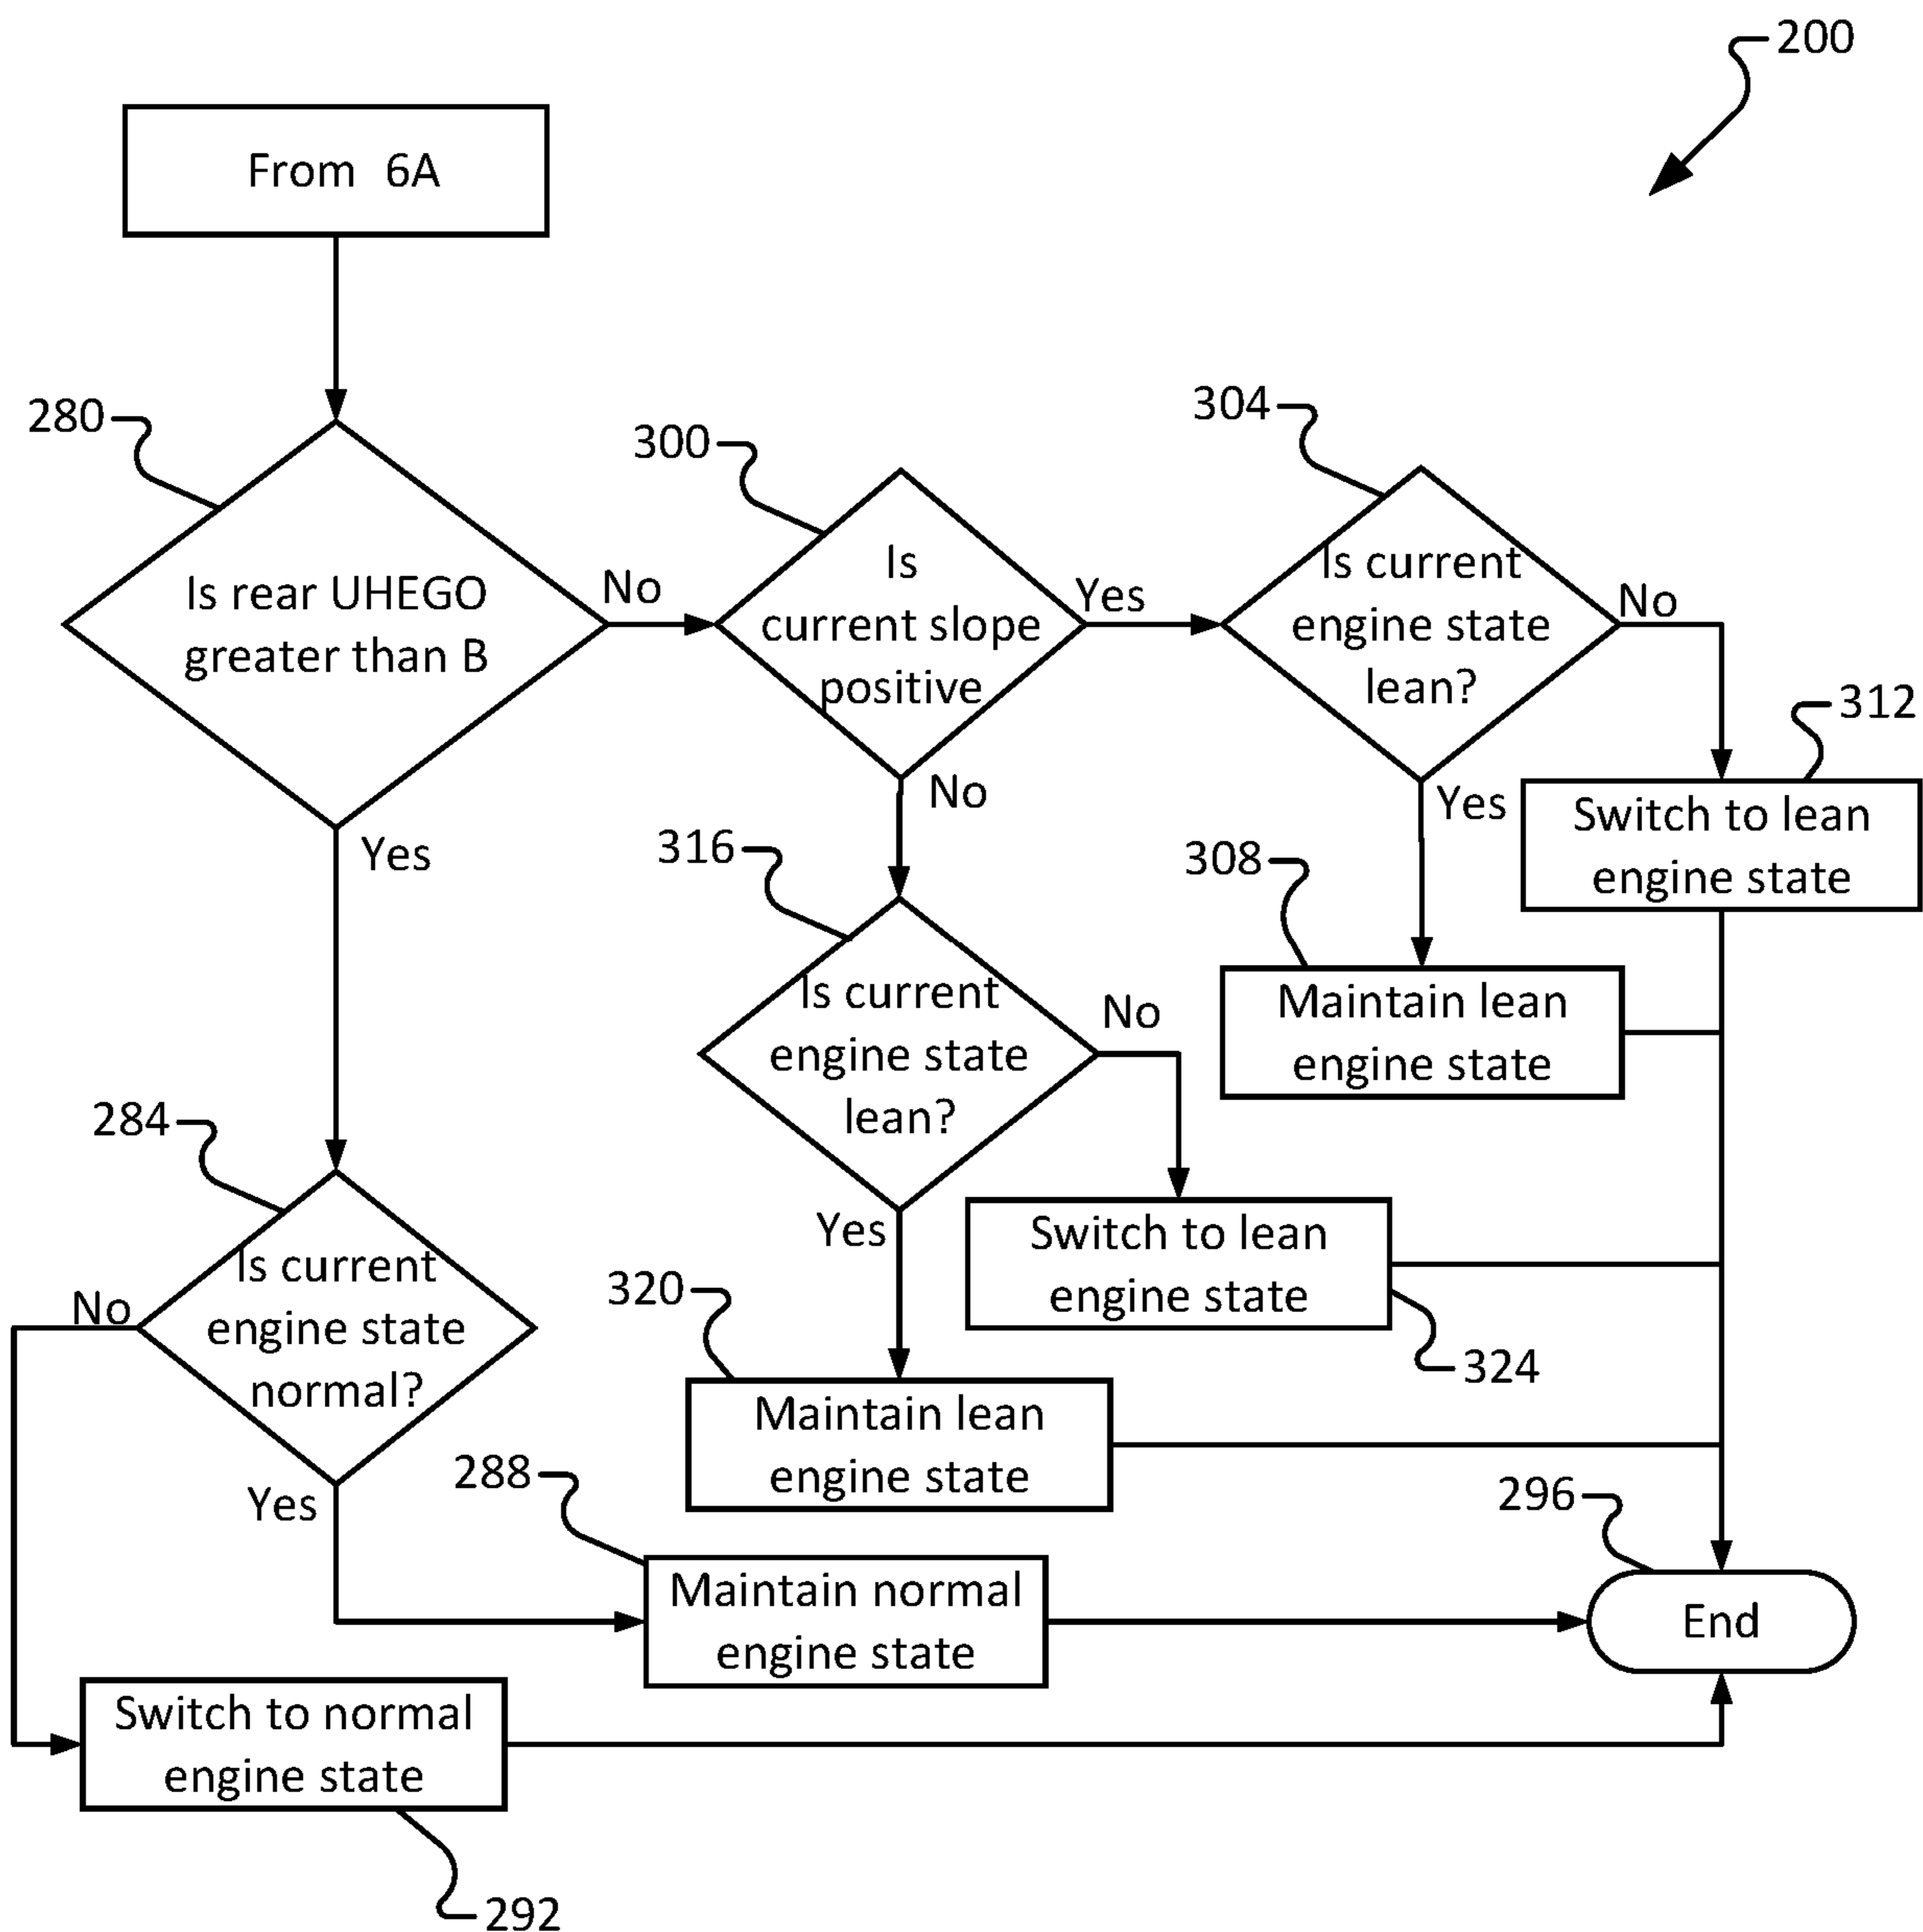 200
From 6A
280
Is rear UHEGO
greater than B
No
Yes
300
Is
current slope
positive
Yes
No
304
Is current
engine state
lean?
No
Yes
312
Switch to lean
engine state
308
Maintain lean
engine state
316
Is current
engine state
lean?
No
Yes
Switch to lean
engine state
324
320
Maintain lean
engine state
284
Is current
engine state
normal?
No
Yes
288
Maintain normal
engine state
296
End
Switch to normal
engine state
292